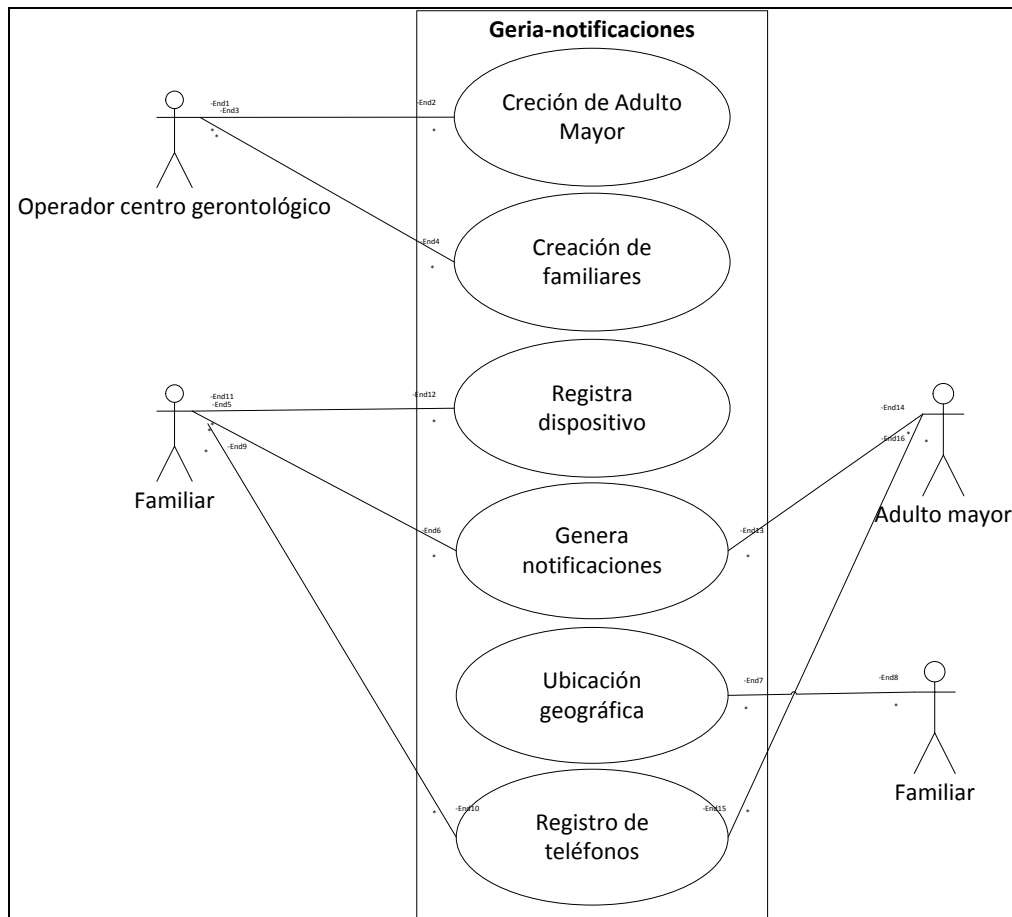 Geria-notificaciones
-End1
-End3
-End2
*
*
*
Creción de Adulto
Mayor
Operador centro gerontológico
-End4
*
Creación de
familiares
-End11
-End5
-End9
*
*
*
-End12
*
Registra
dispositivo
Familiar
-End14
-End16
*
*
Adulto mayor
-End6
*
Genera
notificaciones
-End13
*
Ubicación
geográfica
-End7
*
-End8
*
Familiar
-End10
*
Registro de
teléfonos
-End15
*